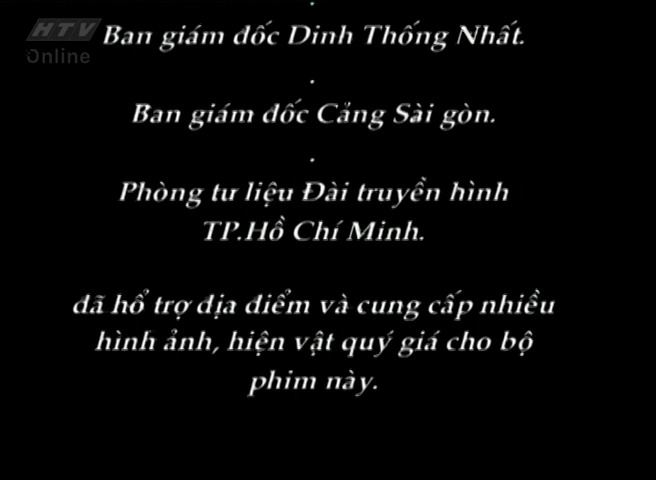 HTV
Online
Ban giám đốc Dinh Thống Nhất.
.
Ban giám đốc Cảng Sài gòn.
.
Phòng tư liệu Đài truyền hình
TP.Hồ Chí Minh.
đã hổ trợ địa điểm và cung cấp nhiều
hình ảnh, hiện vật quý giá cho bộ
phim này.